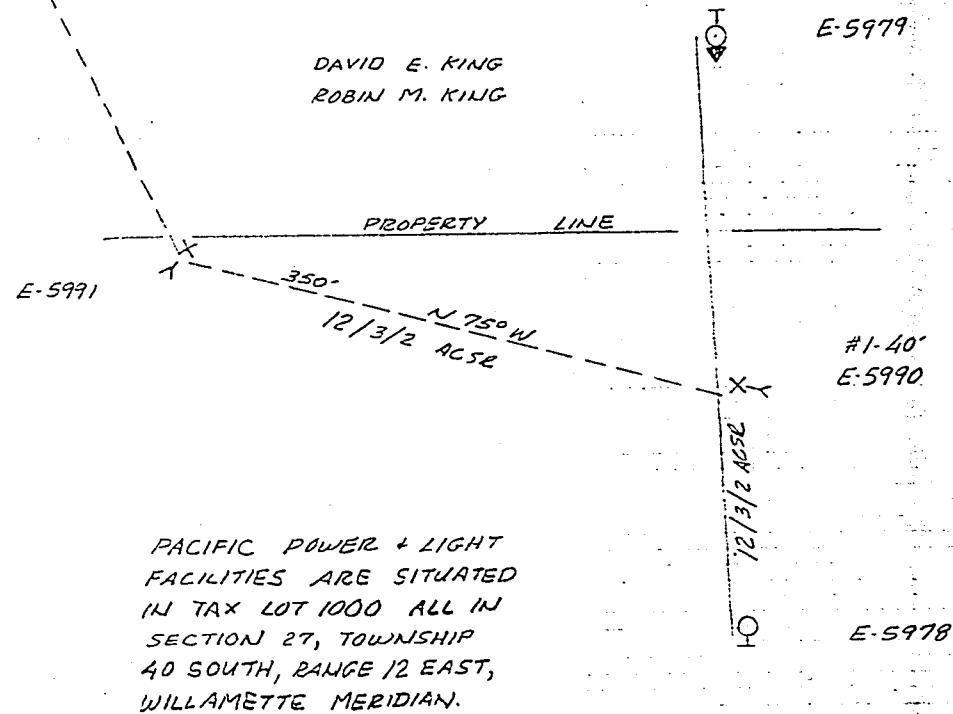 E-5979
DAVID E. KING
ROBIN M. KING
PROPERTY LINE
E-5991
350'
N 75° W
12/3/2 ACSR
#1-40'
E-5990
12/3/2 ACSR
PACIFIC POWER & LIGHT
FACILITIES ARE SITUATED
IN TAX LOT 1000 ALL IN
SECTION 27, TOWNSHIP
40 SOUTH, RANGE 12 EAST,
WILLAMETTE MERIDIAN.
E-5978